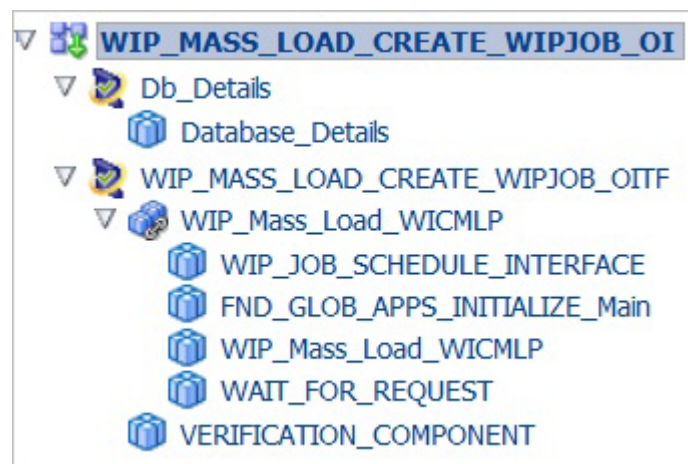 WIP_MASS_LOAD_CREATE_WIPJOB_OI
Db_Details
Database_Details
WIP_MASS_LOAD_CREATE_WIPJOB_OITF
WIP_Mass_Load_WICMLP
WIP_JOB_SCHEDULE_INTERFACE
FND_GLOB_APPS_INITIALIZE_Main
WIP_Mass_Load_WICMLP
WAIT_FOR_REQUEST
VERIFICATION_COMPONENT